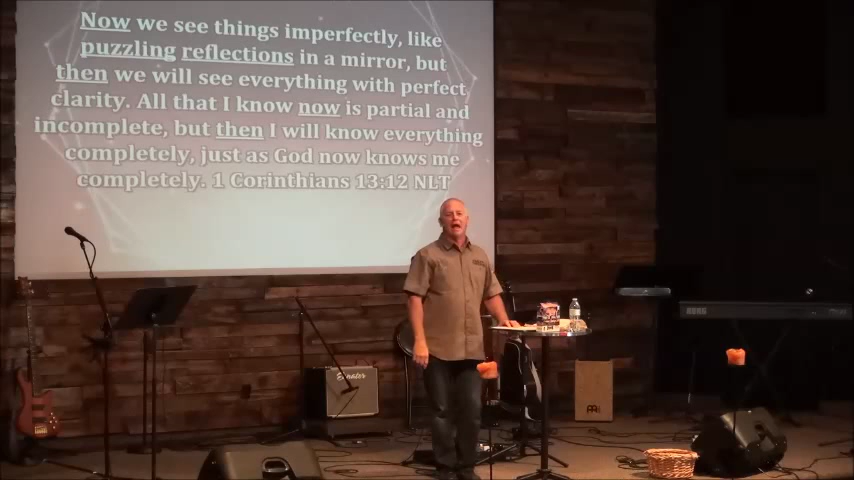 Now we see things imperfectly, like
puzzling reflections in a mirror, but
then we will see everything with perfect
clarity. All that I know now is partial and
incomplete, but then I will know everything
completely, just as God now knows me
completely. 1 Corinthians 13:12 NLT
KORG